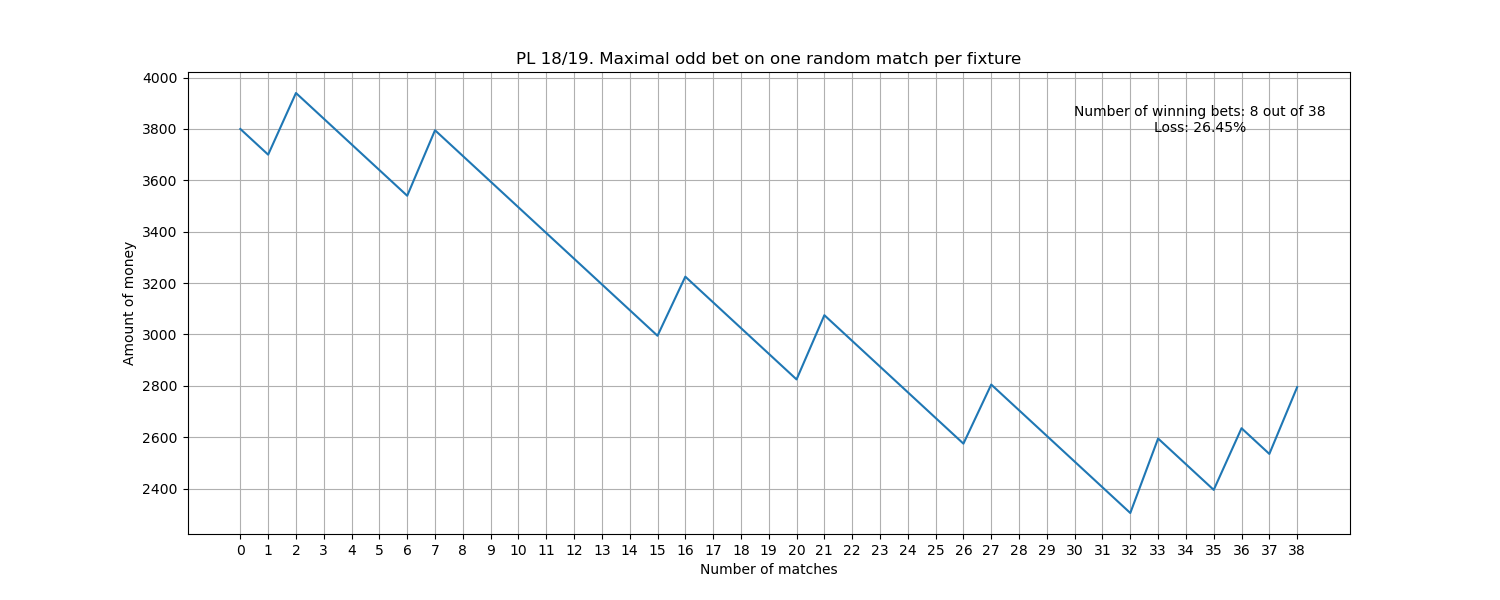 PL 18/19. Maximal odd bet on one random match per fixture
Number of winning bets: 8 out of 38
Loss: 26.45%
Amount of money
4000
3800
3600
3400
3200
3000
2800
2600
2400
0 1 2 3 4 5 6 7 8 9 10 11 12 13 14 15 16 17 18 19 20 21 22 23 24 25 26 27 28 29 30 31 32 33 34 35 36 37 38
Number of matches